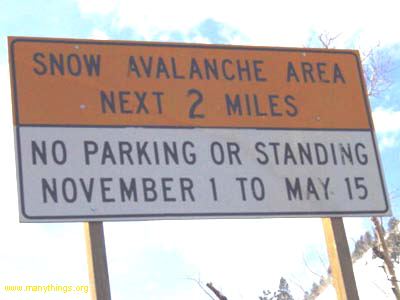 SNOW AVALANCHE AREA
NEXT 2 MILES
NO PARKING OR STANDING
NOVEMBER 1 TO MAY 15
www.manythings.org